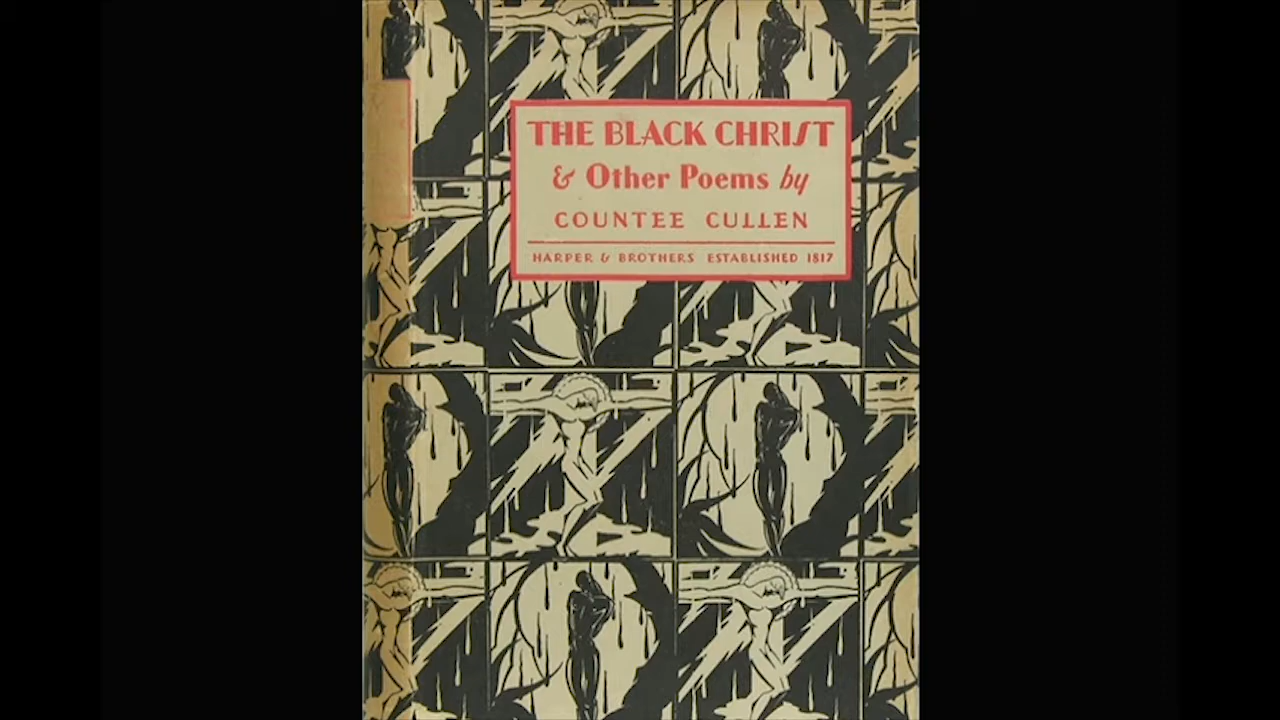 THE BLACK CHRIST
& Other Poems by
COUNTEE CULLEN
HARPER & BROTHERS ESTABLISHED 1817